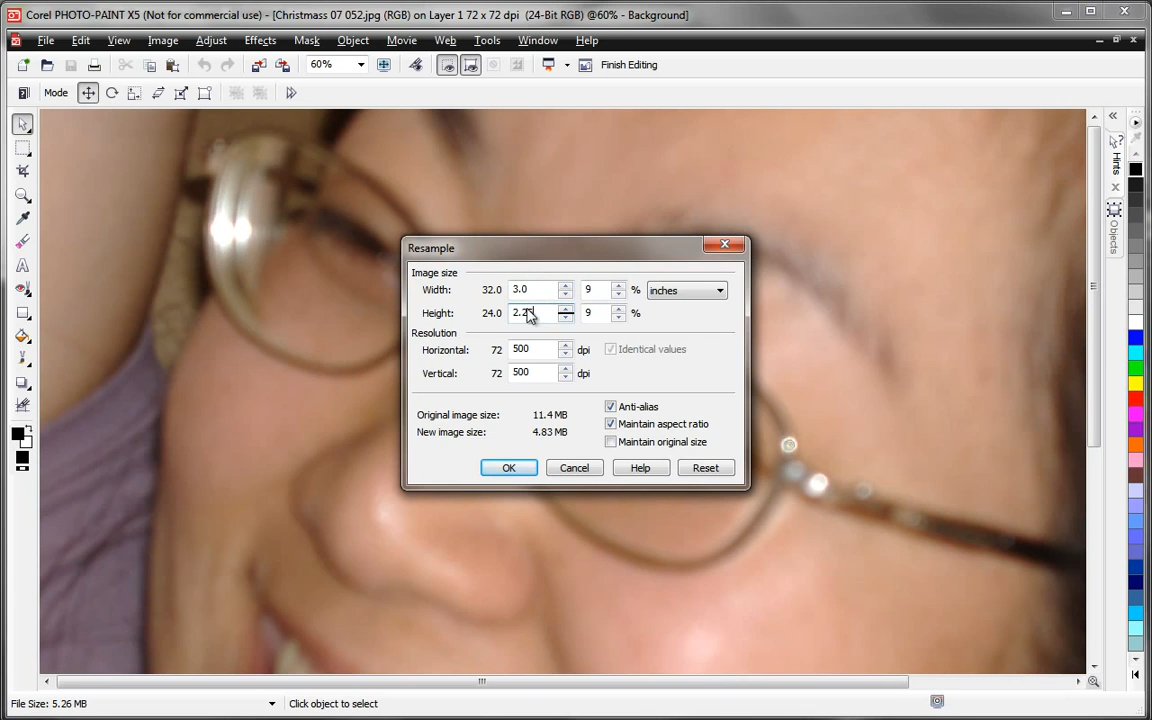 Corel PHOTO-PAINT X5 (Not for commercial use) - [Christmass 07 052.jpg (RGB) on Layer 1 72 x 72 dpi (24-Bit RGB) @60% - Background]
File Edit View Image Adjust Effects Mask Object Movie Web Tools Window Help
60% Finish Editing
Mode
Hints
Objects
Resample
Image size
Width: 32.0 3.0 9 % inches
Height: 24.0 9 %
Resolution
Horizontal: 72 500 dpi Identical values
Vertical: 72 500 dpi
Anti-alias
Original image size: 11.4 MB
Maintain aspect ratio
New image size: 4.83 MB
Maintain original size
OK Cancel Help Reset
File Size: 5.26 MB Click object to select